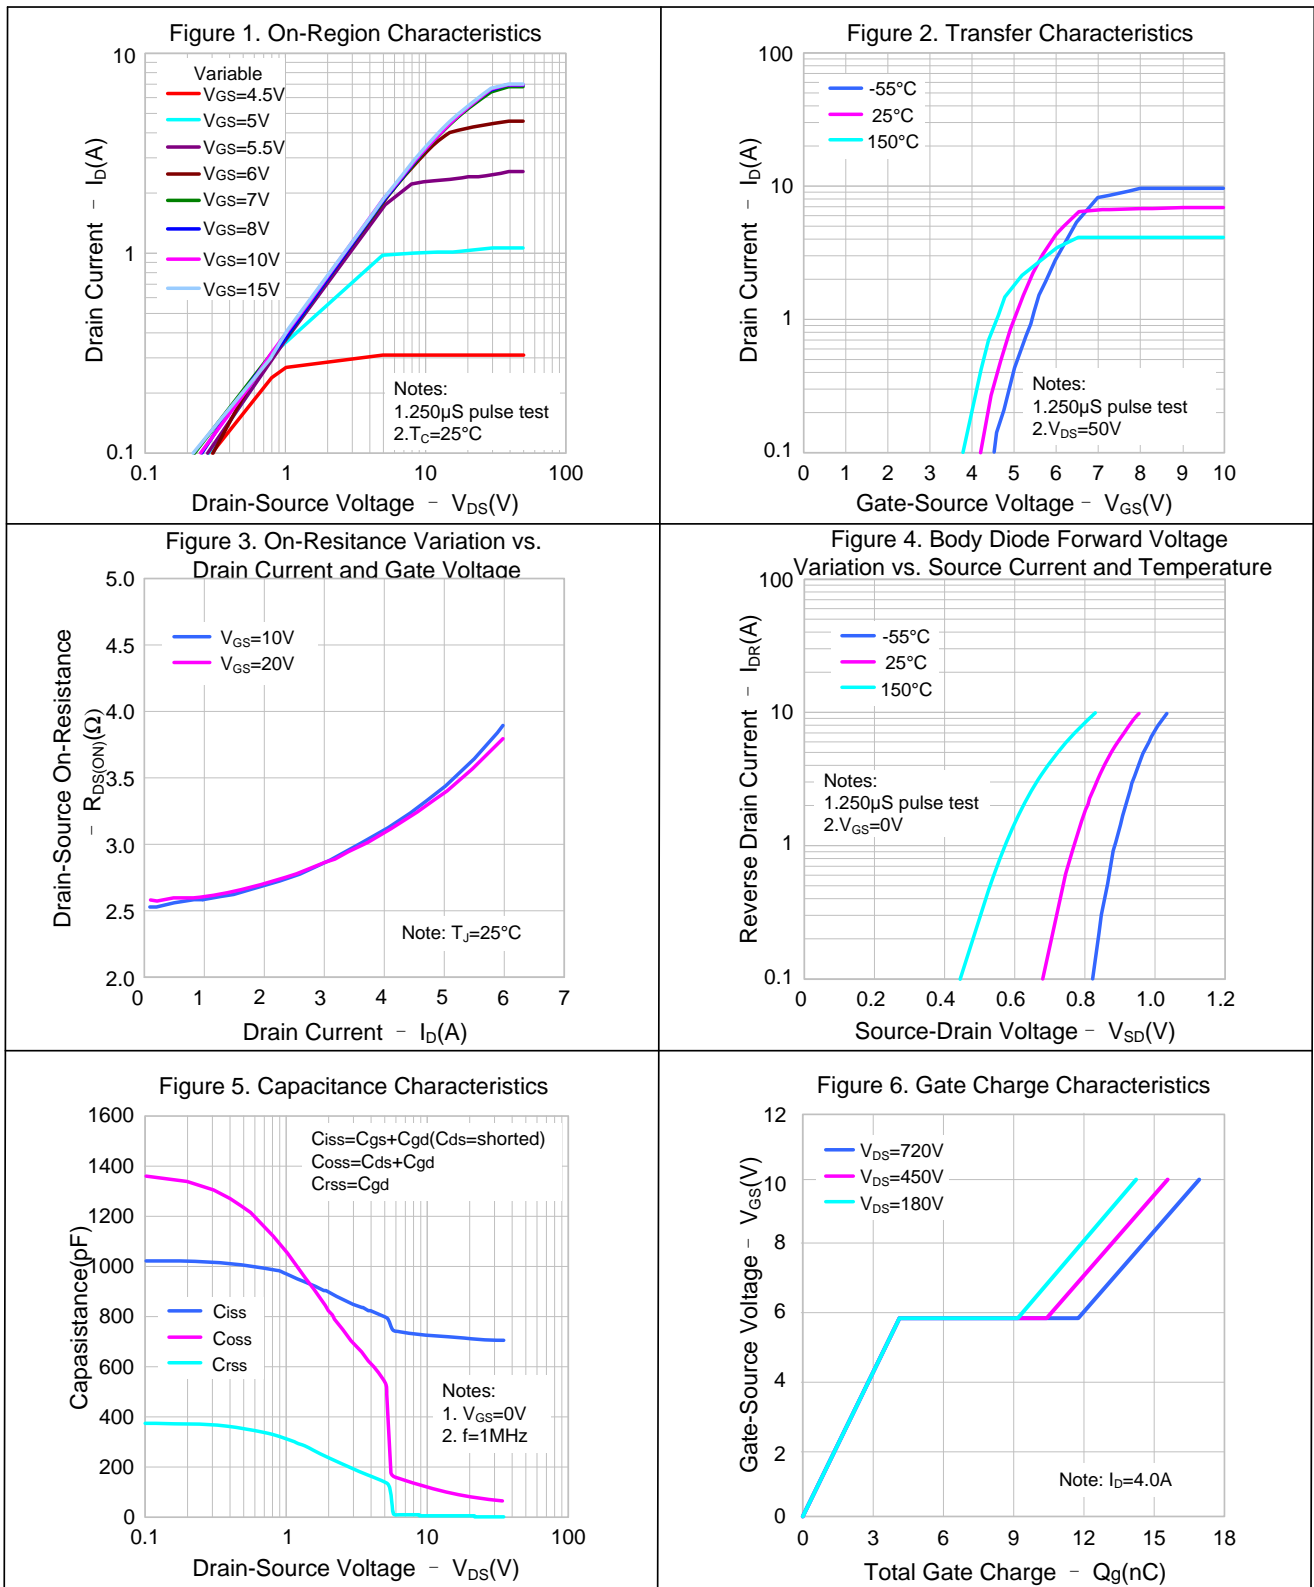 Figure 1. On-Region Characteristics
Drain Current – ID(A)
10
1
0.1
Variable
VGS=4.5V
VGS=5V
VGS=5.5V
VGS=6V
VGS=7V
VGS=8V
VGS=10V
VGS=15V
Notes:
1.250µS pulse test
2.TC=25°C
0.1 1 10 100
Drain-Source Voltage – VDS(V)
Figure 2. Transfer Characteristics
Drain Current – ID(A)
100
10
1
0.1
-55°C
25°C
150°C
Notes:
1.250µS pulse test
2.VDS=50V
0 1 2 3 4 5 6 7 8 9 10
Gate-Source Voltage – VGS(V)
Figure 3. On-Resitance Variation vs.
Drain Current and Gate Voltage
Drain-Source On-Resistance
– RDS(ON)(Ω)
5.0
4.5
4.0
3.5
3.0
2.5
2.0
VGS=10V
VGS=20V
Note: TJ=25°C
0 1 2 3 4 5 6 7
Drain Current – ID(A)
Figure 4. Body Diode Forward Voltage
Variation vs. Source Current and Temperature
Reverse Drain Current – IDR(A)
100
10
1
0.1
-55°C
25°C
150°C
Notes:
1.250µS pulse test
2.VGS=0V
0 0.2 0.4 0.6 0.8 1.0 1.2
Source-Drain Voltage – VSD(V)
Figure 5. Capacitance Characteristics
Capasistance(pF)
1600
1400
1200
1000
800
600
400
200
0
Ciss=Cgs+Cgd(Cds=shorted)
Coss=Cds+Cgd
Crss=Cgd
Ciss
Coss
Crss
Notes:
1. VGS=0V
2. f=1MHz
0.1 1 10 100
Drain-Source Voltage – VDS(V)
Figure 6. Gate Charge Characteristics
Gate-Source Voltage – VGS(V)
12
10
8
6
4
2
0
VDS=720V
VDS=450V
VDS=180V
Note: ID=4.0A
0 3 6 9 12 15 18
Total Gate Charge – Qg(nC)